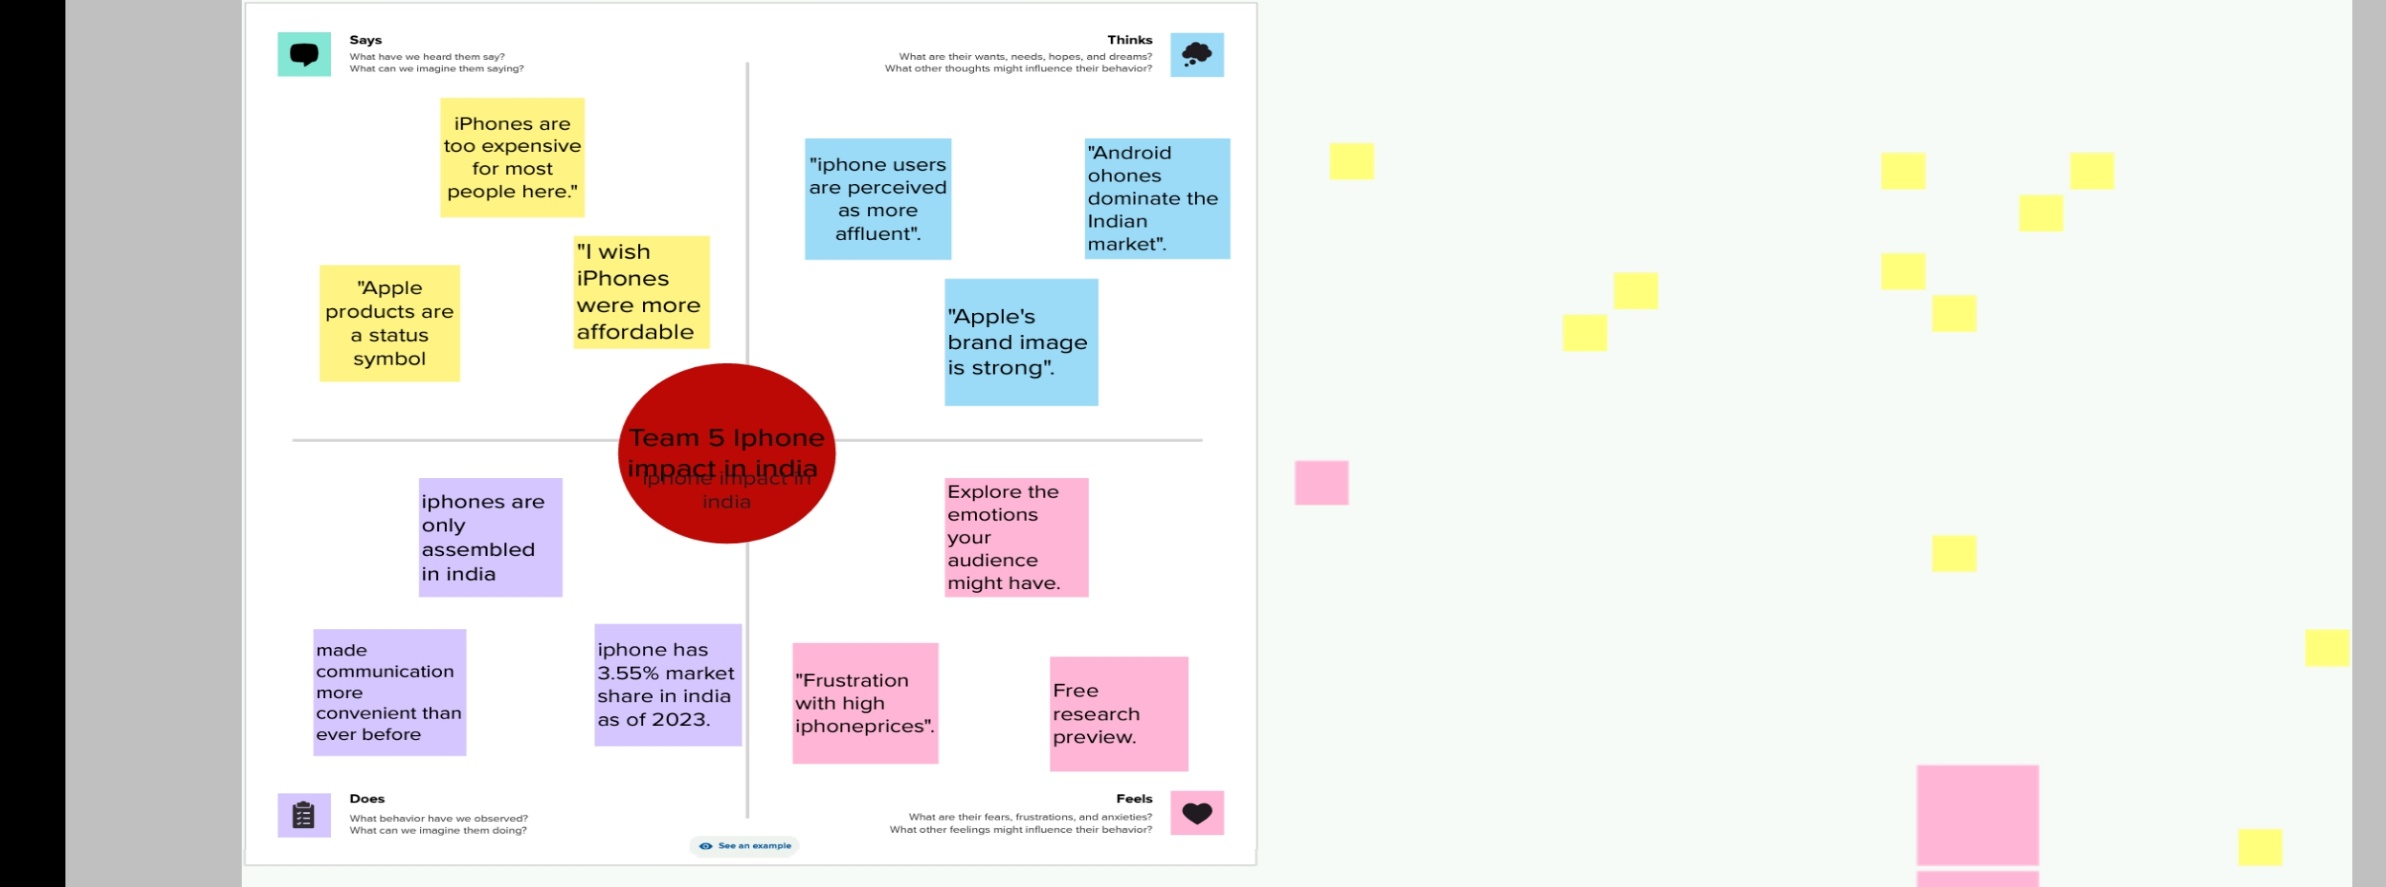 Says
What have we heard them say?
What can we imagine them saying?
Thinks
What are their wants, needs, hopes, and dreams?
What other thoughts might influence their behavior?
iPhones are
too expensive
for most
people here."
"Apple
products are
a status
symbol
"I wish
iPhones
were more
affordable
"iphone users
are perceived
as more
affluent".
"Android
ohones
dominate the
Indian
market".
"Apple's
brand image
is strong".
Team 5 Iphone
impact in india
iphone impact in
india
iphones are
only
assembled
in india
made
communication
more
convenient than
ever before
iphone has
3.55% market
share in india
as of 2023.
Explore the
emotions
your
audience
might have.
"Frustration
with high
iphoneprices".
Free
research
preview.
Does
What behavior have we observed?
What can we imagine them doing?
Feels
What are their fears, frustrations, and anxieties?
What other feelings might influence their behavior?
See an example